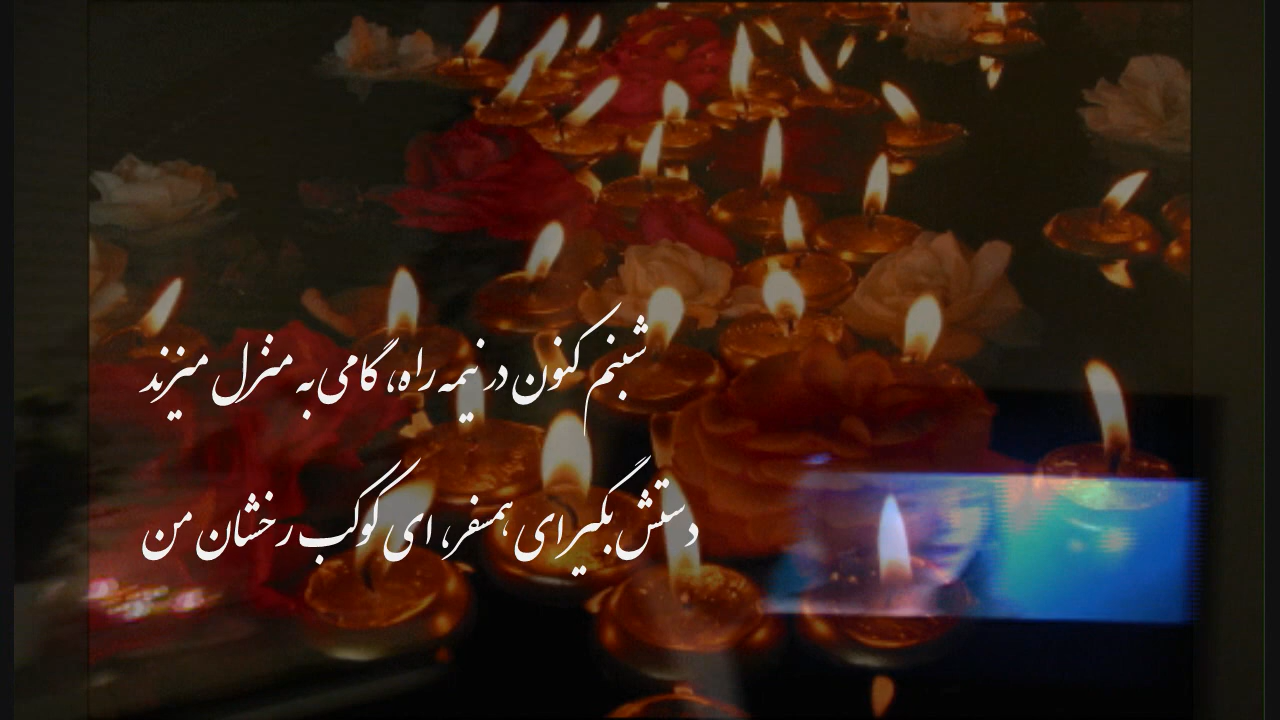 شبنم کنون در نیمه راه، گامی به منزل میزند
دستش بگیر ای همسفر، ای کوکب رخشان من